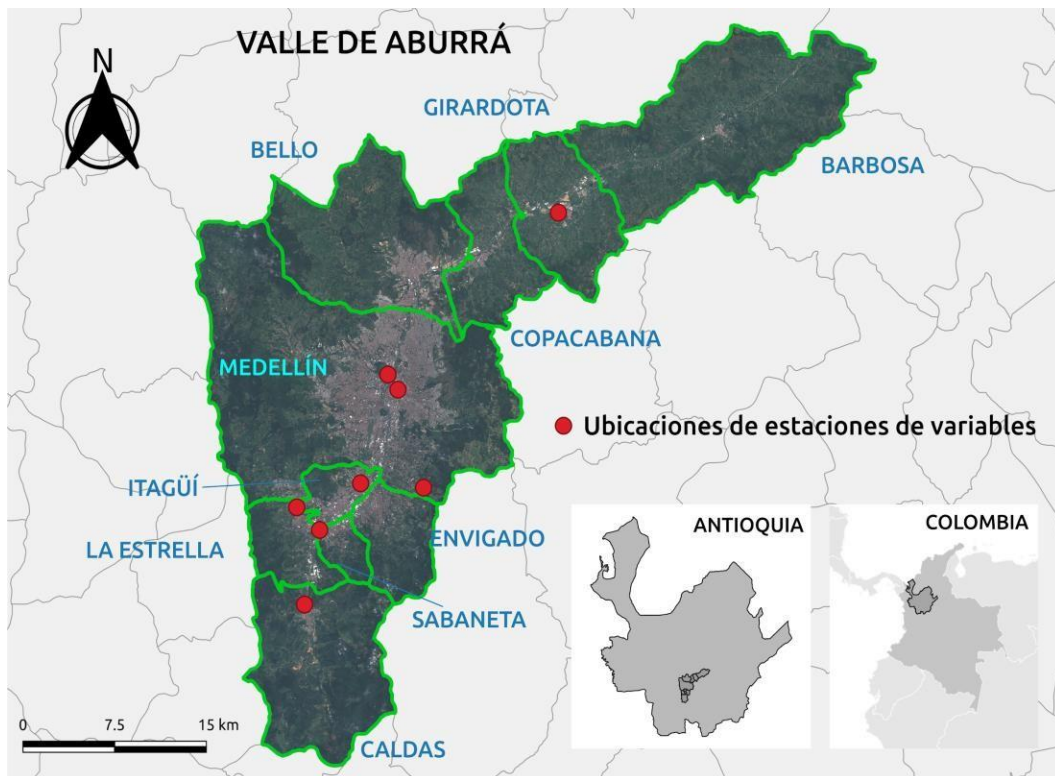 VALLE DE ABURRÁ
N
GIRARDOTA
BELLO
BARBOSA
COPACABANA
MEDELLÍN
Ubicaciones de estaciones de variables
ITAGÜÍ
ENVIGADO
LA ESTRELLA
SABANETA
CALDAS
0 7.5 15 km
ANTIOQUIA
COLOMBIA